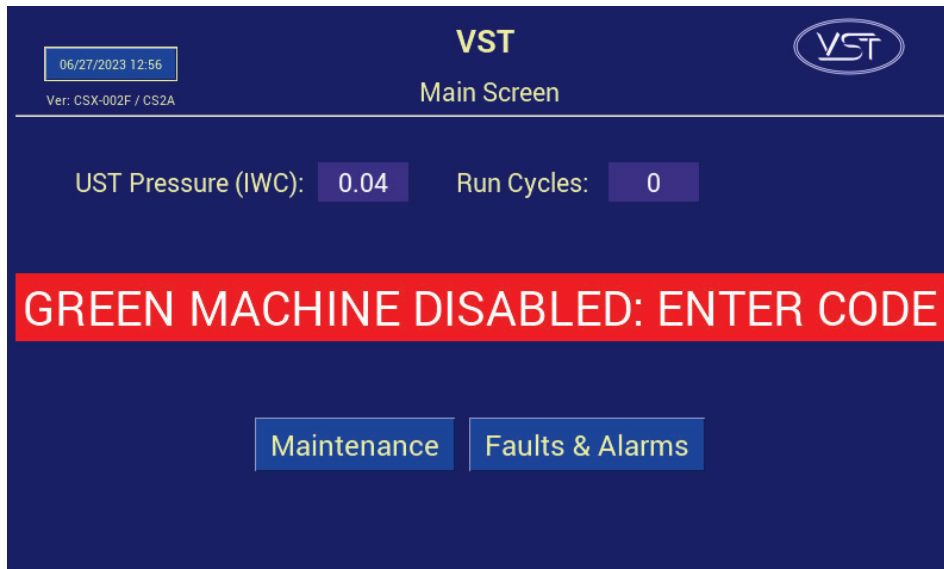 VST
VST
06/27/2023 12:56
Ver: CSX-002F / CS2A
Main Screen
UST Pressure (IWC): 0.04 Run Cycles: 0
GREEN MACHINE DISABLED: ENTER CODE
Maintenance Faults & Alarms